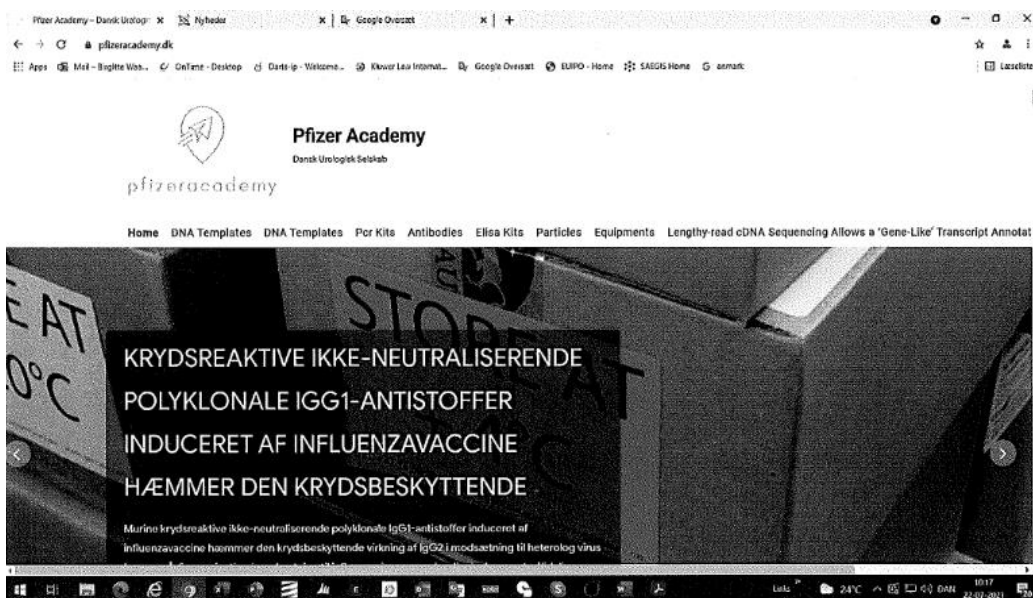 Pfizer Academy – Dansk Urologi
Nyheder
Google Oversæt
pfizeracademy.dk
Apps
OnTime - Desktop
Darts-ip - Welcome...
Kluwer Law Internat...
Google Oversæt
EUIPO - Home
SAEGIS Home
Læseliste
Pfizer Academy
Dansk Urologisk Selskab
pfizeracademy
Home DNA Templates DNA Templates Pcr Kits Antibodies Elisa Kits Particles Equipments Lengthy-read cDNA Sequencing Allows a 'Gene-Like' Transcript Annotat
E AT
0°C
STORE AT
4°C
KRYDSREAKTIVE IKKE-NEUTRALISERENDE
POLYKLONALE IGG1-ANTISTOFFER
INDUCERET AF INFLUENZAVACCINE
HÆMMER DEN KRYDSBESKYTTENDE
Murine krydsreaktive ikke-neutraliserende polyklonale IgG1-antistoffer induceret af
influenzavaccine hæmmer den krydsbeskyttende virkning af IgG2 i modsætning til heterolog virus
Links
24°C
DAN
10:17
22-07-2021